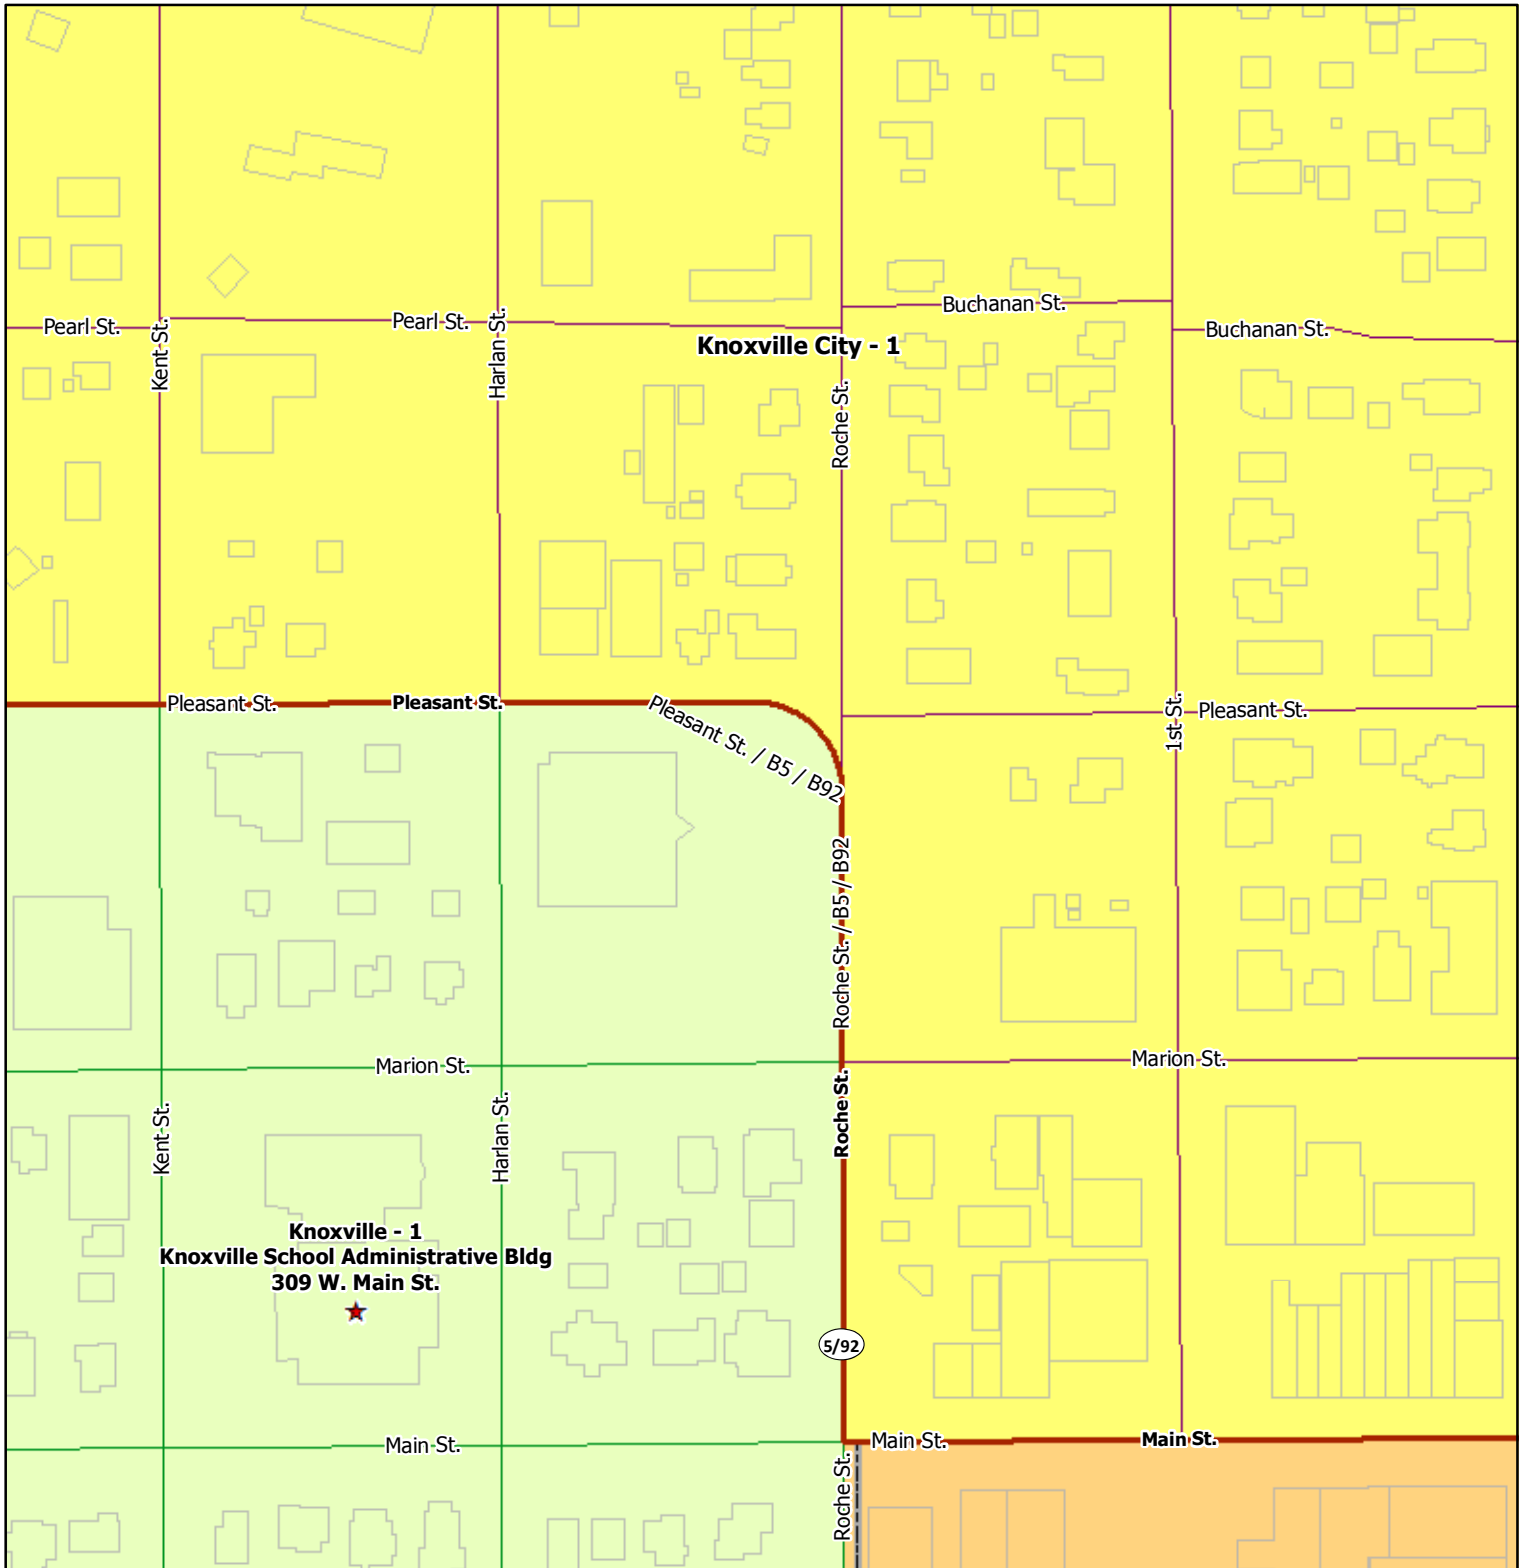 Buchanan St.
Pearl St.
Kent St.
Pearl St.
Harlan St.
Buchanan St.
Knoxville City - 1
Roche St.
Pleasant St.
Pleasant St.
Pleasant St. / B5 / B92
1st St.
Pleasant St.
Roche St. / B5 / B92
Marion St.
Marion St.
Kent St.
Harlan St.
Roche St.
Knoxville - 1
Knoxville School Administrative Bldg
309 W. Main St.
5/92
Main St.
Main St.
Main St.
Roche St.